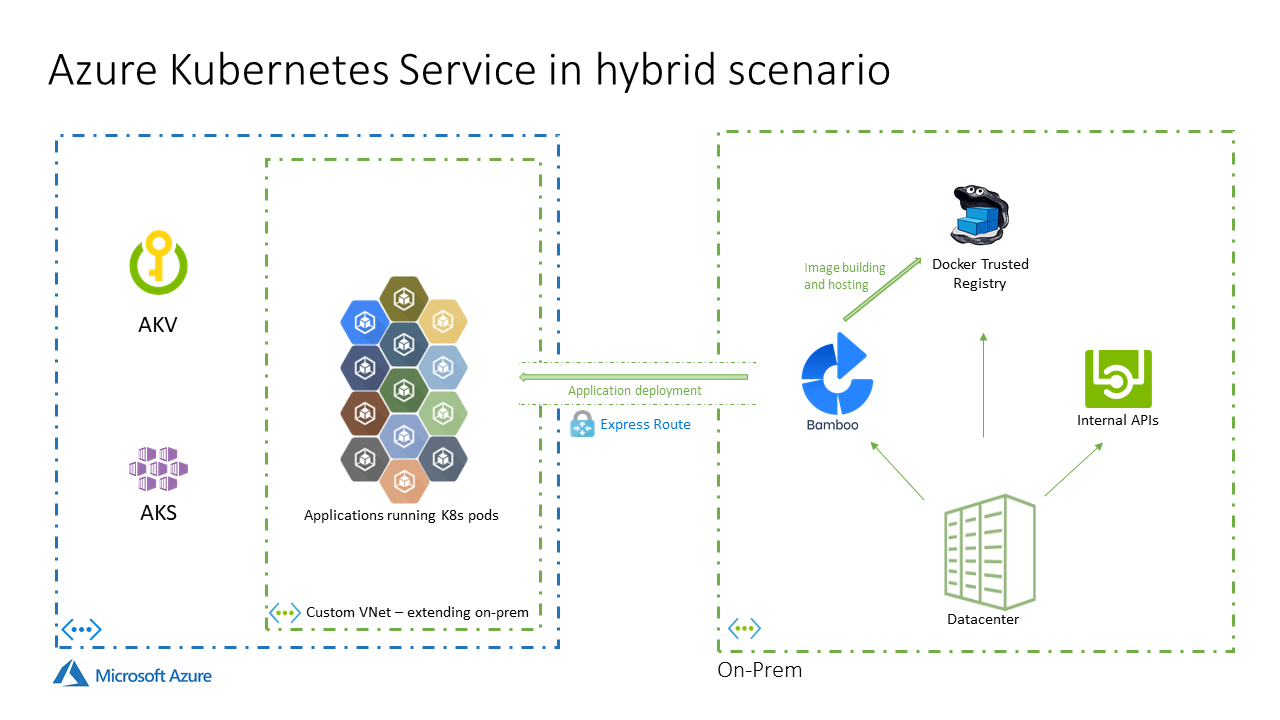 Azure Kubernetes Service in hybrid scenario
AKV
AKS
Applications running K8s pods
Custom VNet – extending on-prem
Microsoft Azure
Application deployment
Express Route
Image building
and hosting
Docker Trusted
Registry
Bamboo
Internal APIs
Datacenter
On-Prem